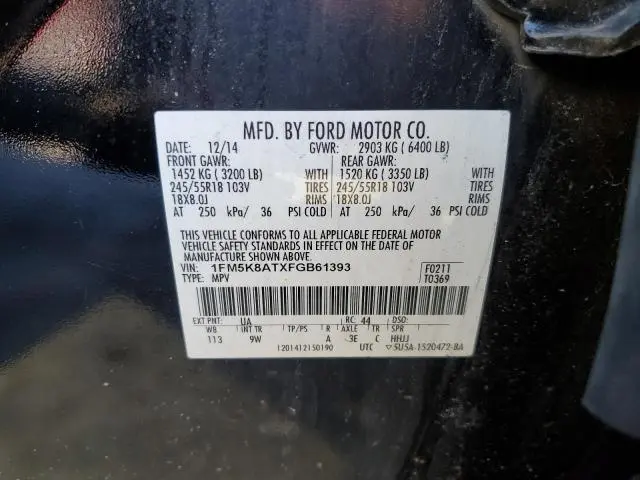 MFD. BY FORD MOTOR CO.
DATE: 12/14 GVWR: 2903 KG ( 6400 LB)
FRONT GAWR: REAR GAWR:
1452 KG ( 3200 LB) WITH 1520 KG ( 3350 LB) WITH
245/55R18 103V TIRES 245/55R18 103V TIRES
18X8.0J RIMS 18X8.0J RIMS
AT 250 kPa/ 36 PSI COLD AT 250 kPa/ 36 PSI COLD
THIS VEHICLE CONFORMS TO ALL APPLICABLE FEDERAL MOTOR
VEHICLE SAFETY STANDARDS IN EFFECT ON THE DATE OF
MANUFACTURE SHOWN ABOVE.
VIN: 1FM5K8ATXFGB61393 F0211
TYPE: MPV T0369
EXT PNT: UA RC: 44 DSO:
WB INT TR TP/PS R AXLE TR SPR
113 9W A 3E C HHJJ
1201412150190 UTC ▽5U5A-1520472-BA